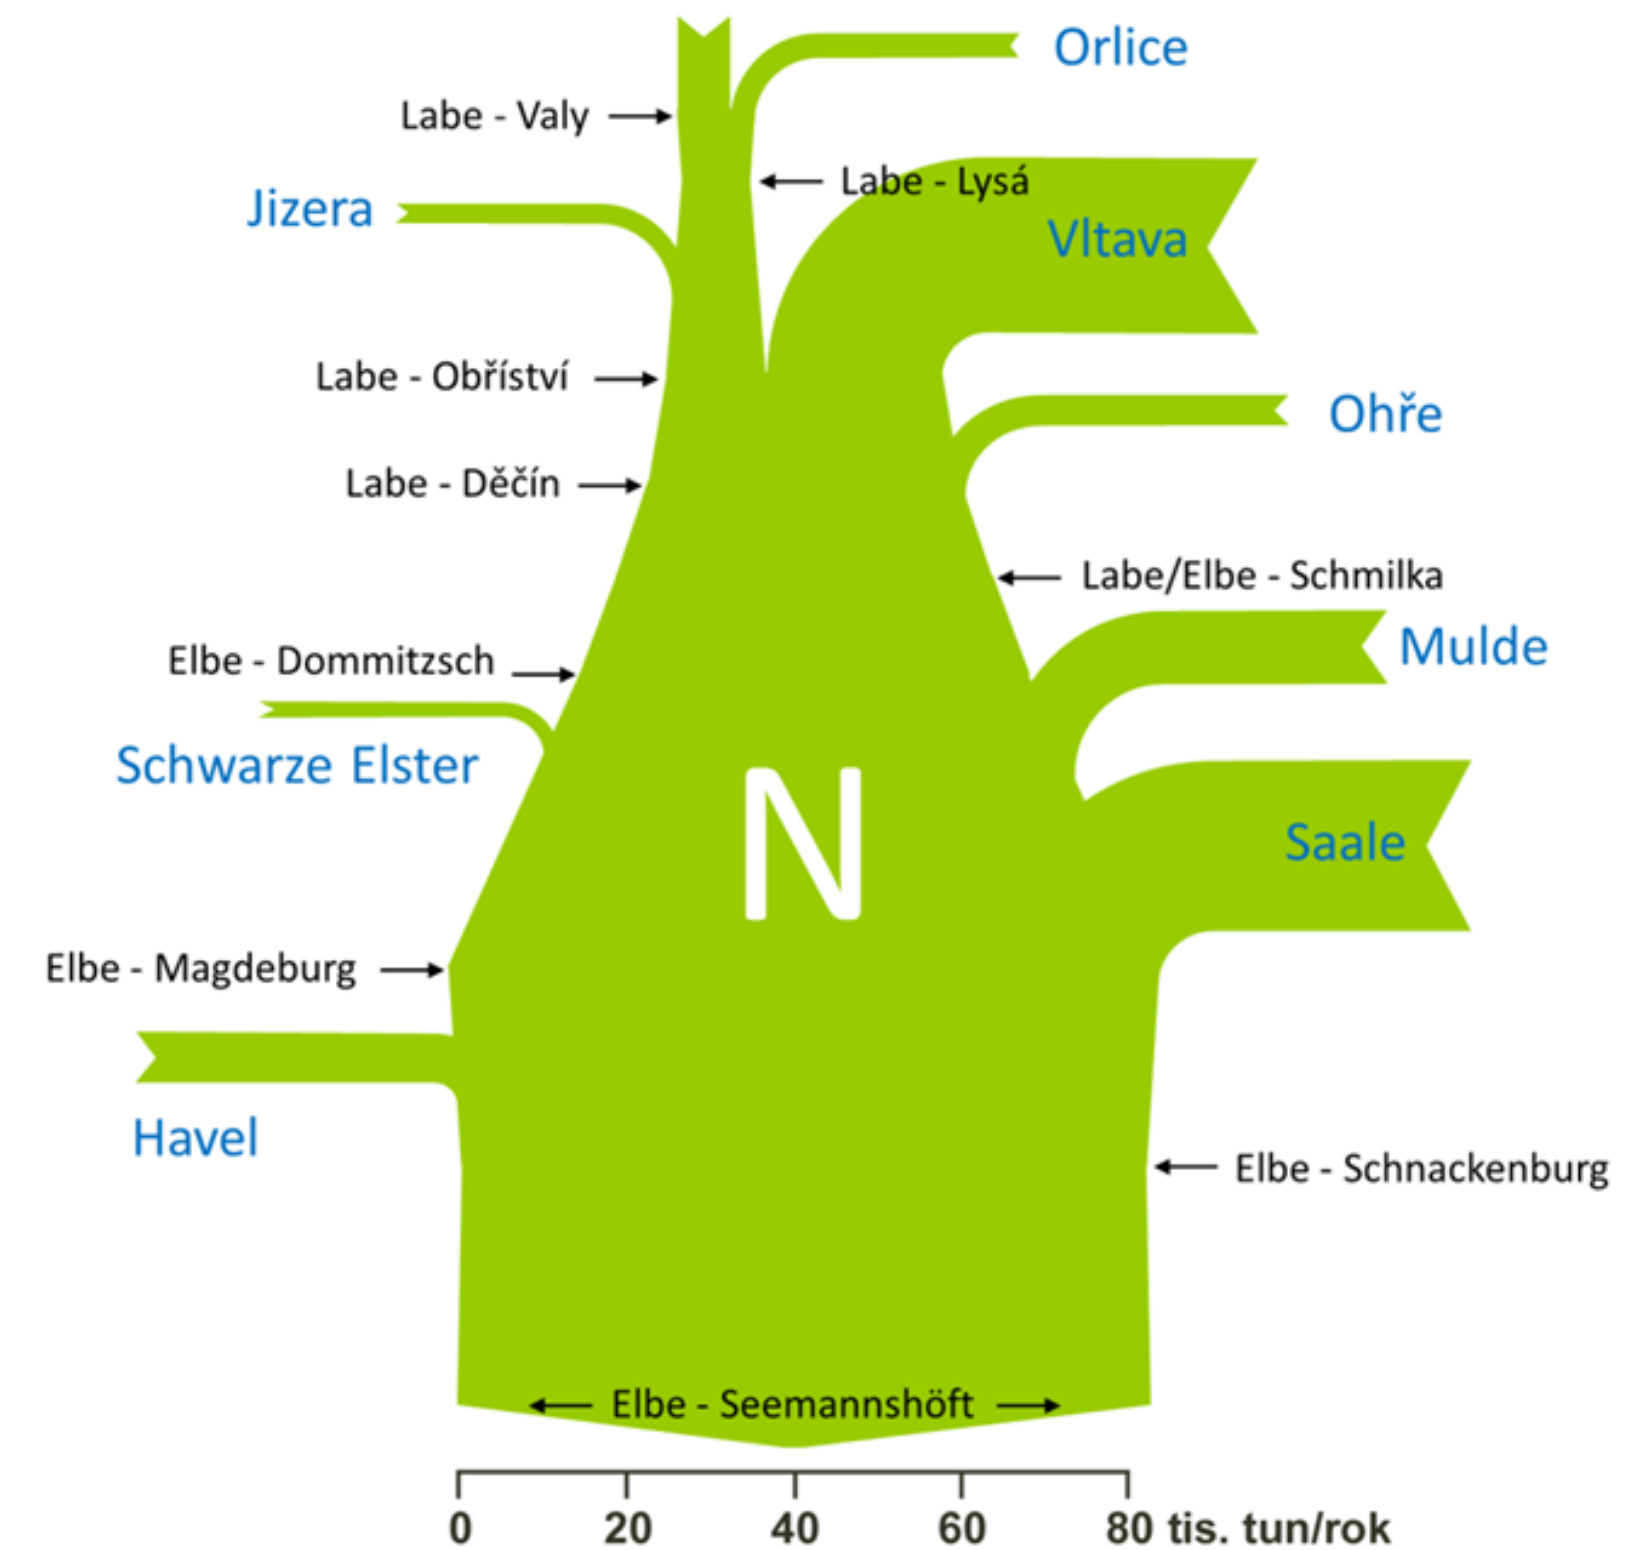 Orlice
Labe - Valy
Labe - Lysá
Jizera
Vltava
Labe - Obříství
Ohře
Labe - Děčín
Labe/Elbe - Schmilka
Mulde
Elbe - Dommitzsch
Schwarze Elster
N
Saale
Elbe - Magdeburg
Havel
Elbe - Schnackenburg
Elbe - Seemannshöft
0 20 40 60 80 tis. tun/rok